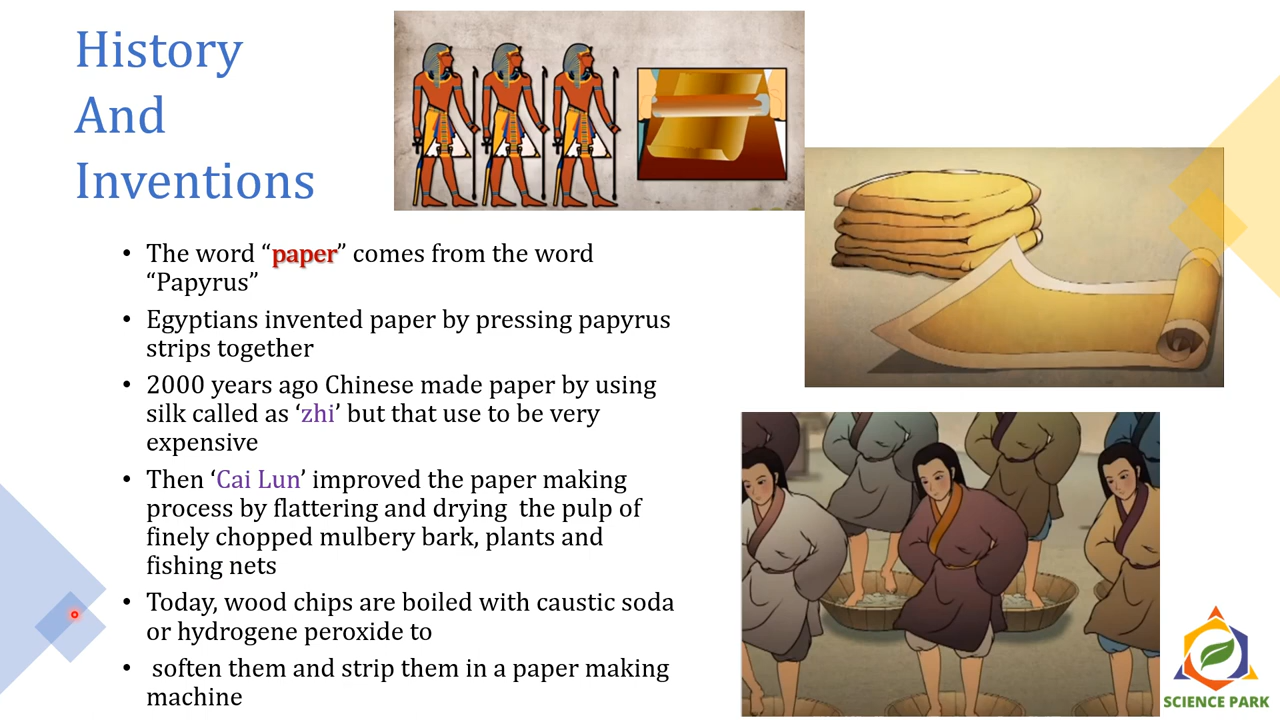 History
And
Inventions
• The word “paper” comes from the word
“Papyrus”
• Egyptians invented paper by pressing papyrus
strips together
• 2000 years ago Chinese made paper by using
silk called as ‘zhi’ but that use to be very
expensive
• Then ‘Cai Lun’ improved the paper making
process by flattering and drying  the pulp of
finely chopped mulbery bark, plants and
fishing nets
• Today, wood chips are boiled with caustic soda
or hydrogene peroxide to
•  soften them and strip them in a paper making
machine
SCIENCE PARK